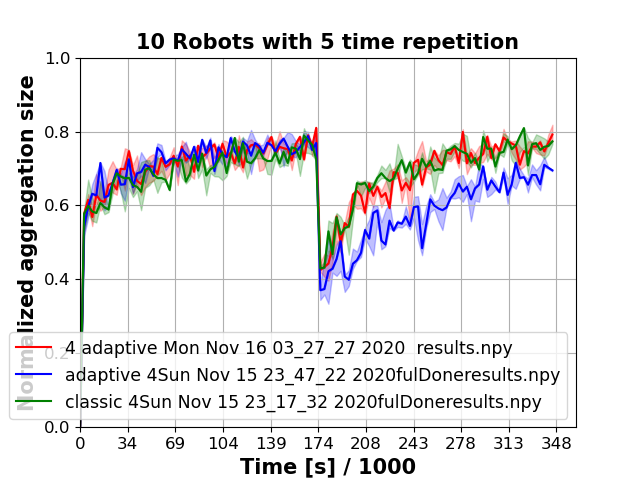 10 Robots with 5 time repetition
Normalized aggregation size
1.0
0.8
0.6
0.4
0.2
0.0
4 adaptive Mon Nov 16 03_27_27 2020  results.npy
adaptive 4Sun Nov 15 23_47_22 2020fulDoneresults.npy
classic 4Sun Nov 15 23_17_32 2020fulDoneresults.npy
0 34 69 104 139 174 208 243 278 313 348
Time [s] / 1000